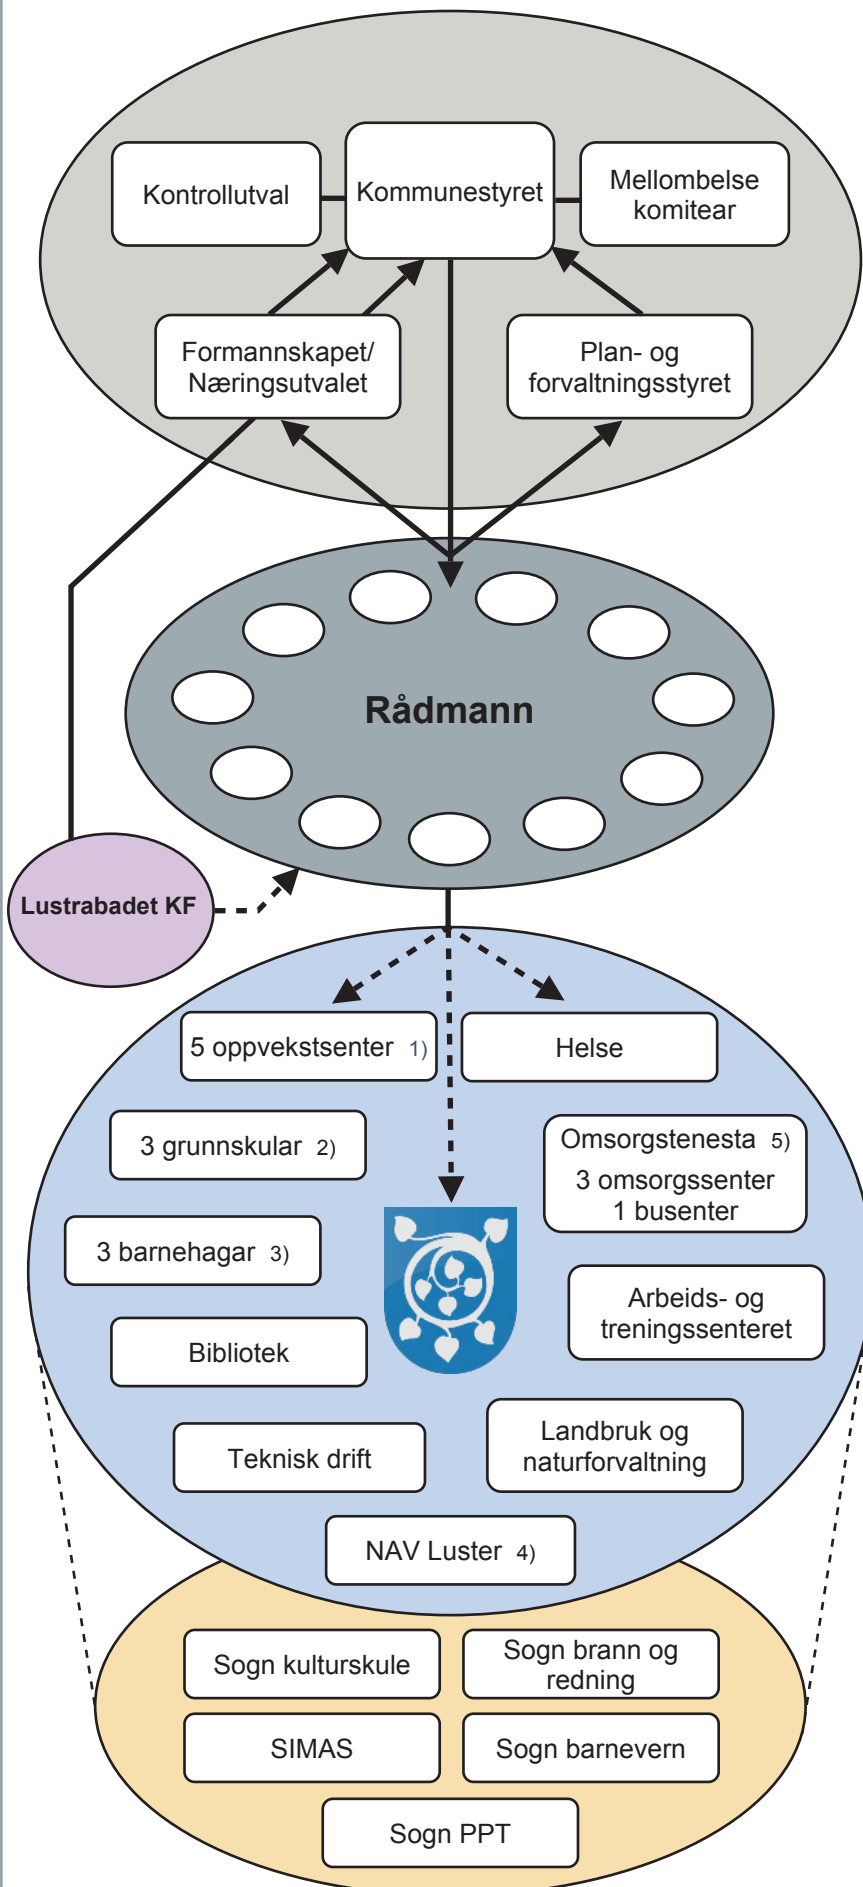 Kontrollutval
Kommunestyret
Mellombelse
komitear
Formannskapet/
Næringsutvalet
Plan- og
forvaltningsstyret
Rådmann
Lustrabadet KF
5 oppvekstsenter 1)
Helse
3 grunnskular 2)
Omsorgstenesta 5)
3 omsorgssenter
1 busenter
3 barnehagar 3)
Arbeids- og
treningssenteret
Bibliotek
Teknisk drift
Landbruk og
naturforvaltning
NAV Luster 4)
Sogn kulturskule
Sogn brann og
redning
SIMAS
Sogn barnevern
Sogn PPT